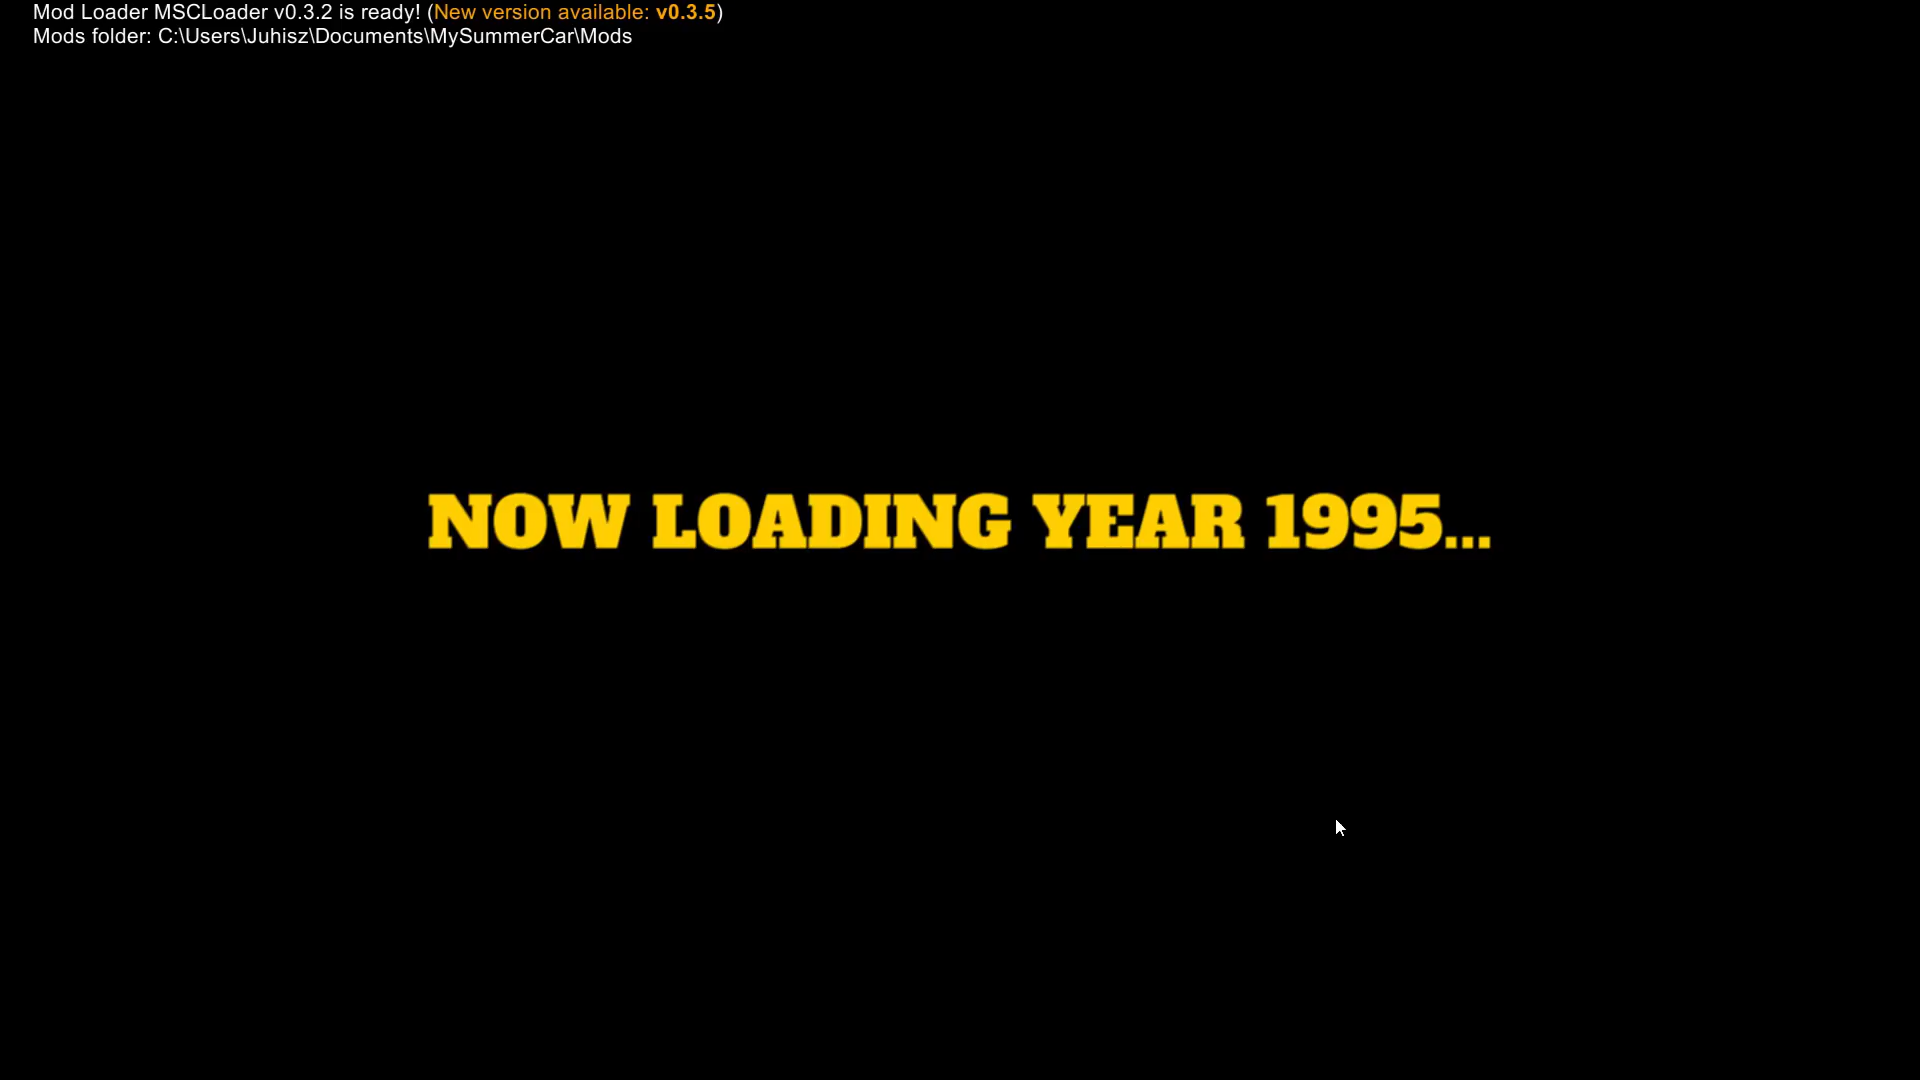 Mod Loader MSCLoader v0.3.2 is ready! (New version available: v0.3.5)
Mods folder: C:\Users\Juhisz\Documents\MySummerCar\Mods
NOW LOADING YEAR 1995...